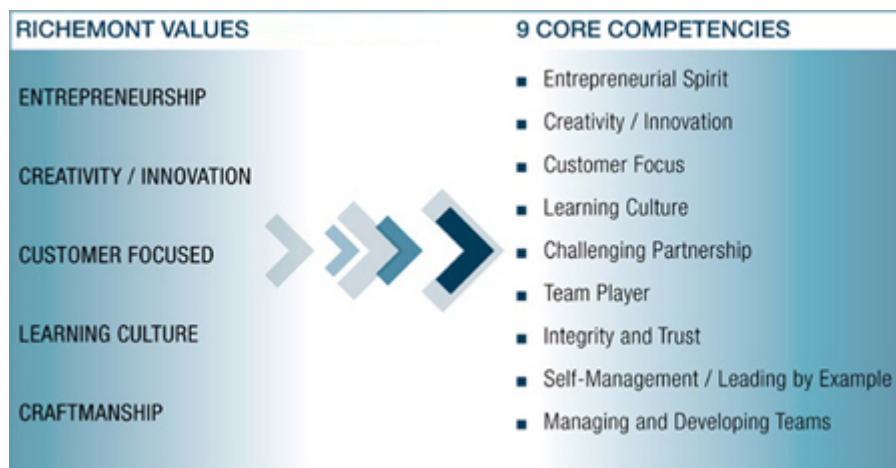 RICHEMONT VALUES
ENTREPRENEURSHIP
CREATIVITY / INNOVATION
CUSTOMER FOCUSED
LEARNING CULTURE
CRAFTMANSHIP
9 CORE COMPETENCIES
Entrepreneurial Spirit
Creativity / Innovation
Customer Focus
Learning Culture
Challenging Partnership
Team Player
Integrity and Trust
Self-Management / Leading by Example
Managing and Developing Teams